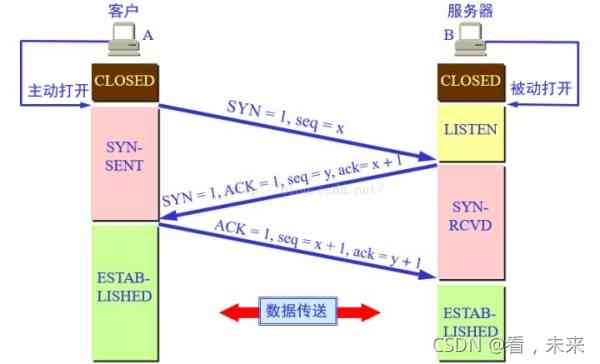 客户
服务器
A
B
CLOSED
CLOSED
主动打开
被动打开
SYN = 1, seq = x
LISTEN
SYN-
SENT
SYN = 1, ACK = 1, seq = y, ack= x + 1
SYN-
RCVD
ACK = 1, seq = x + 1, ack = y + 1
ESTAB-
LISHED
数据传送
ESTAB-
LISHED
CSDN @看，未来